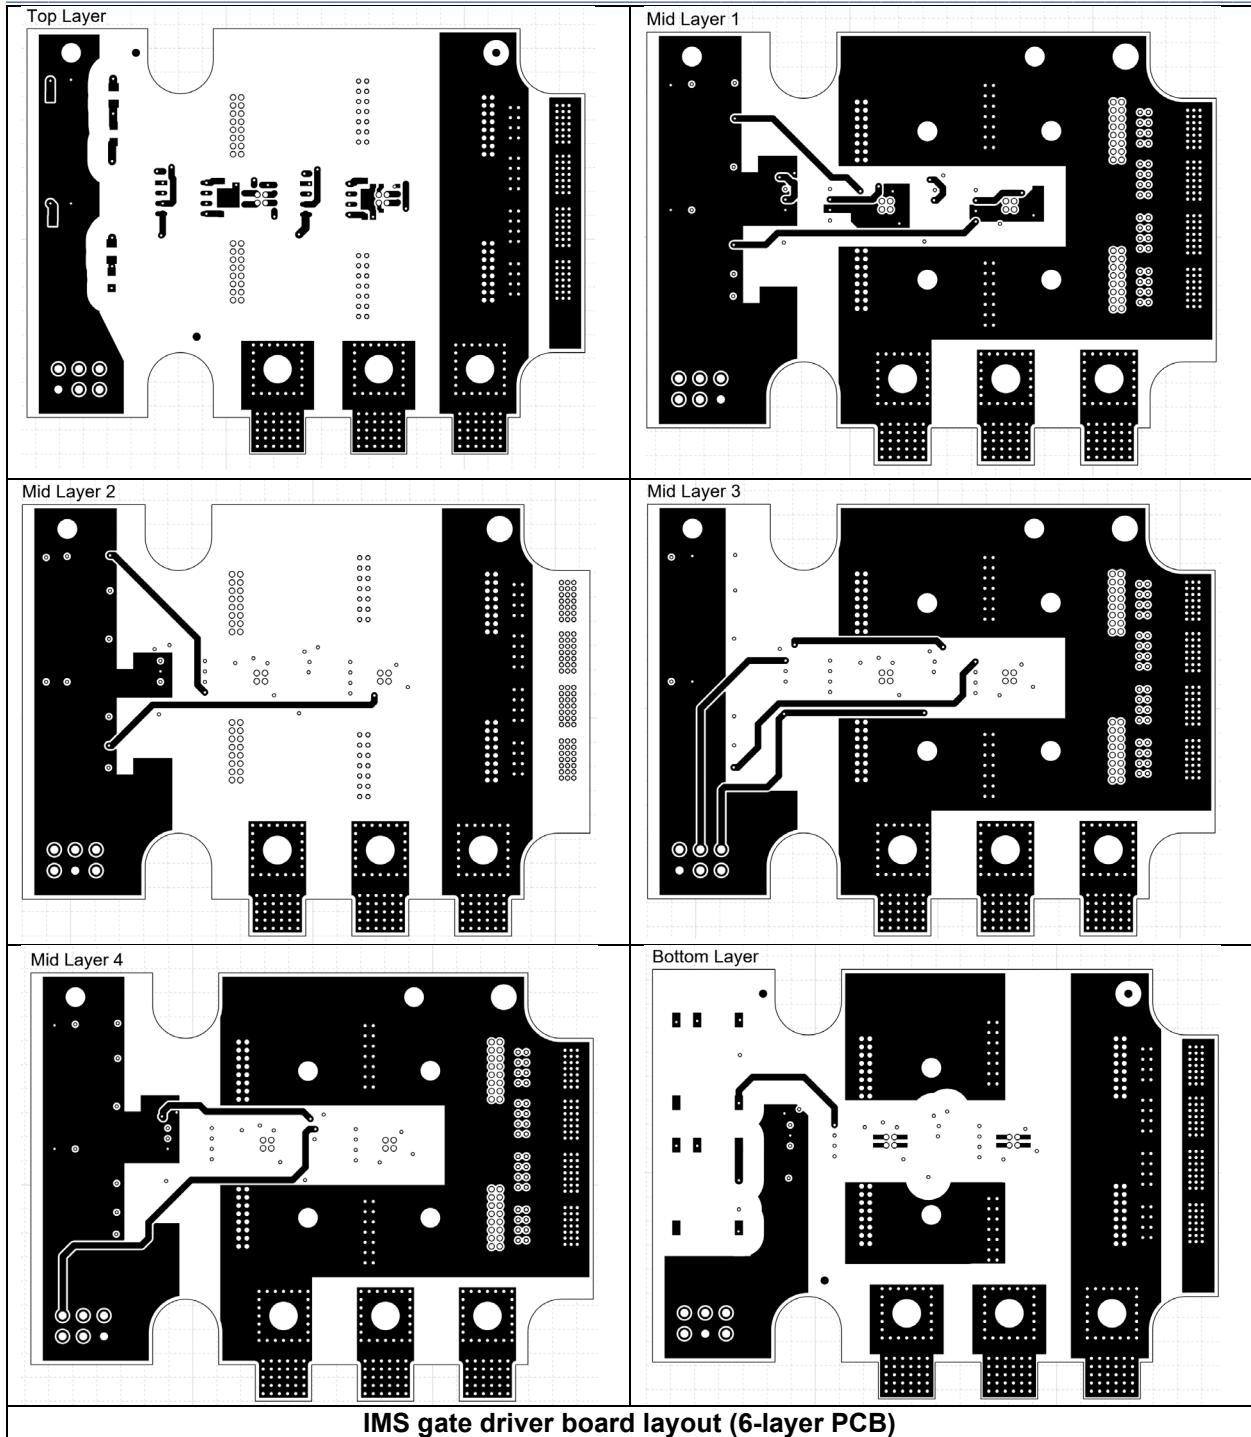 Top Layer
Mid Layer 1
Mid Layer 2
Mid Layer 3
Mid Layer 4
Bottom Layer
IMS gate driver board layout (6-layer PCB)